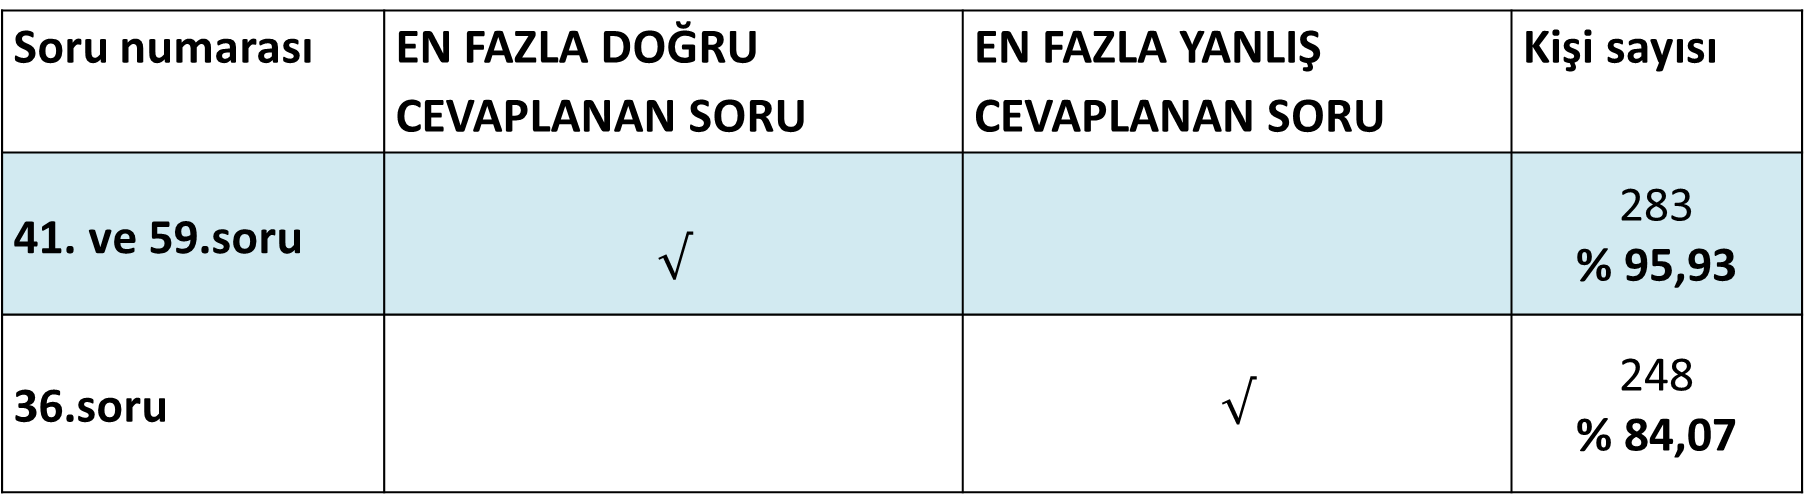 Soru numarası
EN FAZLA DOĞRU
CEVAPLANAN SORU
EN FAZLA YANLIŞ
CEVAPLANAN SORU
Kişi sayısı
41. ve 59.soru
√
283
% 95,93
36.soru
√
248
% 84,07